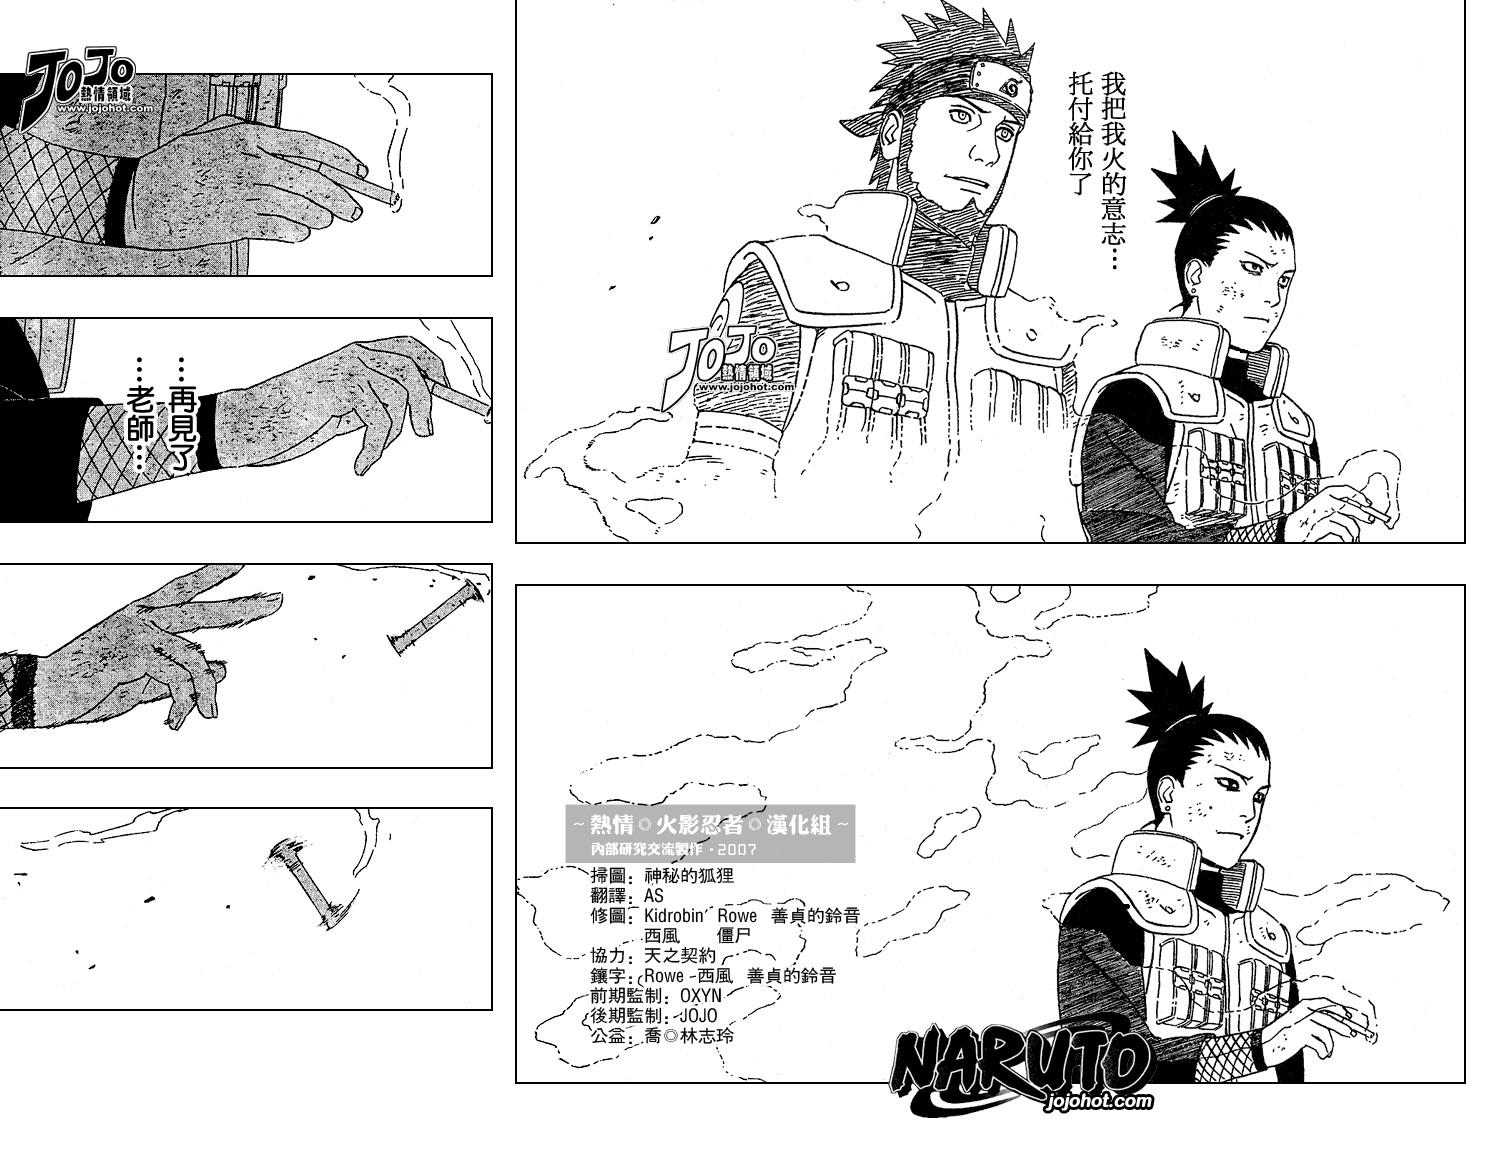 我把我火的意志…
托付給你了
JOJO
熱情領域
www.jojohot.com
~熱情◎火影忍者◎漢化組~
內部研究交流製作・2007
掃圖：神秘的狐狸
翻譯：AS
修圖：Kidrobin Rowe 善貞的鈴音
西風 僵尸
協力：天之契約
鑲字：Rowe 西風 善貞的鈴音
前期監制：OXYN
後期監制：JOJO
公益：喬◎林志玲
NARUTO
jojohot.com
JOJO
熱情領域
www.jojohot.com
…再見了
…老師…